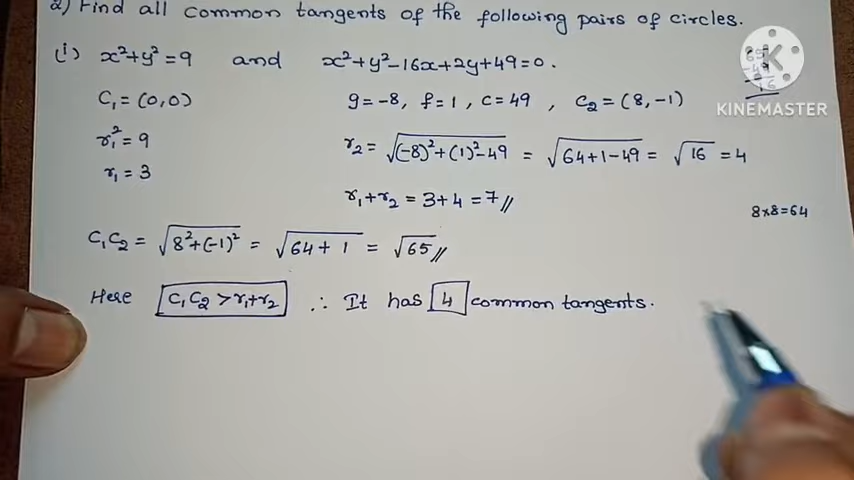 2) Find all common tangents of the following pairs of circles.
(i) x²+y²=9 and x²+y²-16x+2y+49=0.
C₁=(0,0) g=-8, f=1, c=49, C₂=(8,-1)
r₁²=9 r₂=√((-8)²+(1)²-49) = √(64+1-49) = √16 = 4
r₁=3
r₁+r₂ = 3+4 = 7//
8×8=64
C₁C₂ = √(8²+(-1)²) = √(64+1) = √65//
Here C₁C₂>r₁+r₂ ∴ It has 4 common tangents.
KINEMASTER